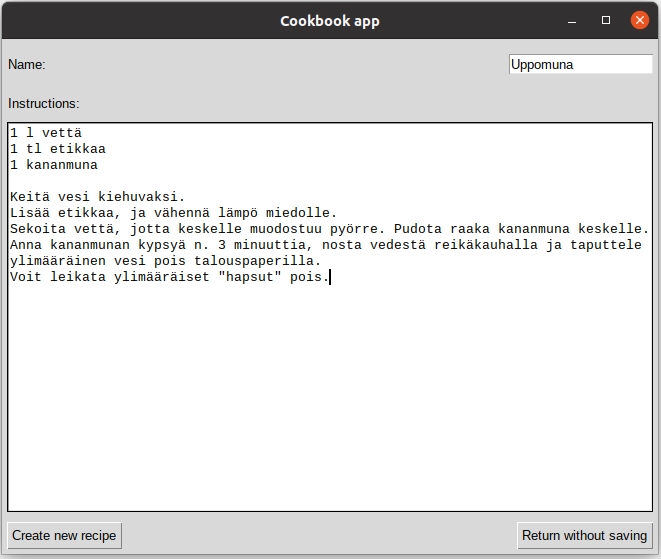 Cookbook app
Name:
Uppomuna
Instructions:
1 l vettä
1 tl etikkaa
1 kananmuna
Keitä vesi kiehuvaksi.
Lisää etikkaa, ja vähennä lämpö miedolle.
Sekoita vettä, jotta keskelle muodostuu pyörre. Pudota raaka kananmuna keskelle.
Anna kananmunan kypsyä n. 3 minuuttia, nosta vedestä reikäkauhalla ja taputtele
ylimääräinen vesi pois talouspaperilla.
Voit leikata ylimääräiset "hapsut" pois.
Create new recipe
Return without saving